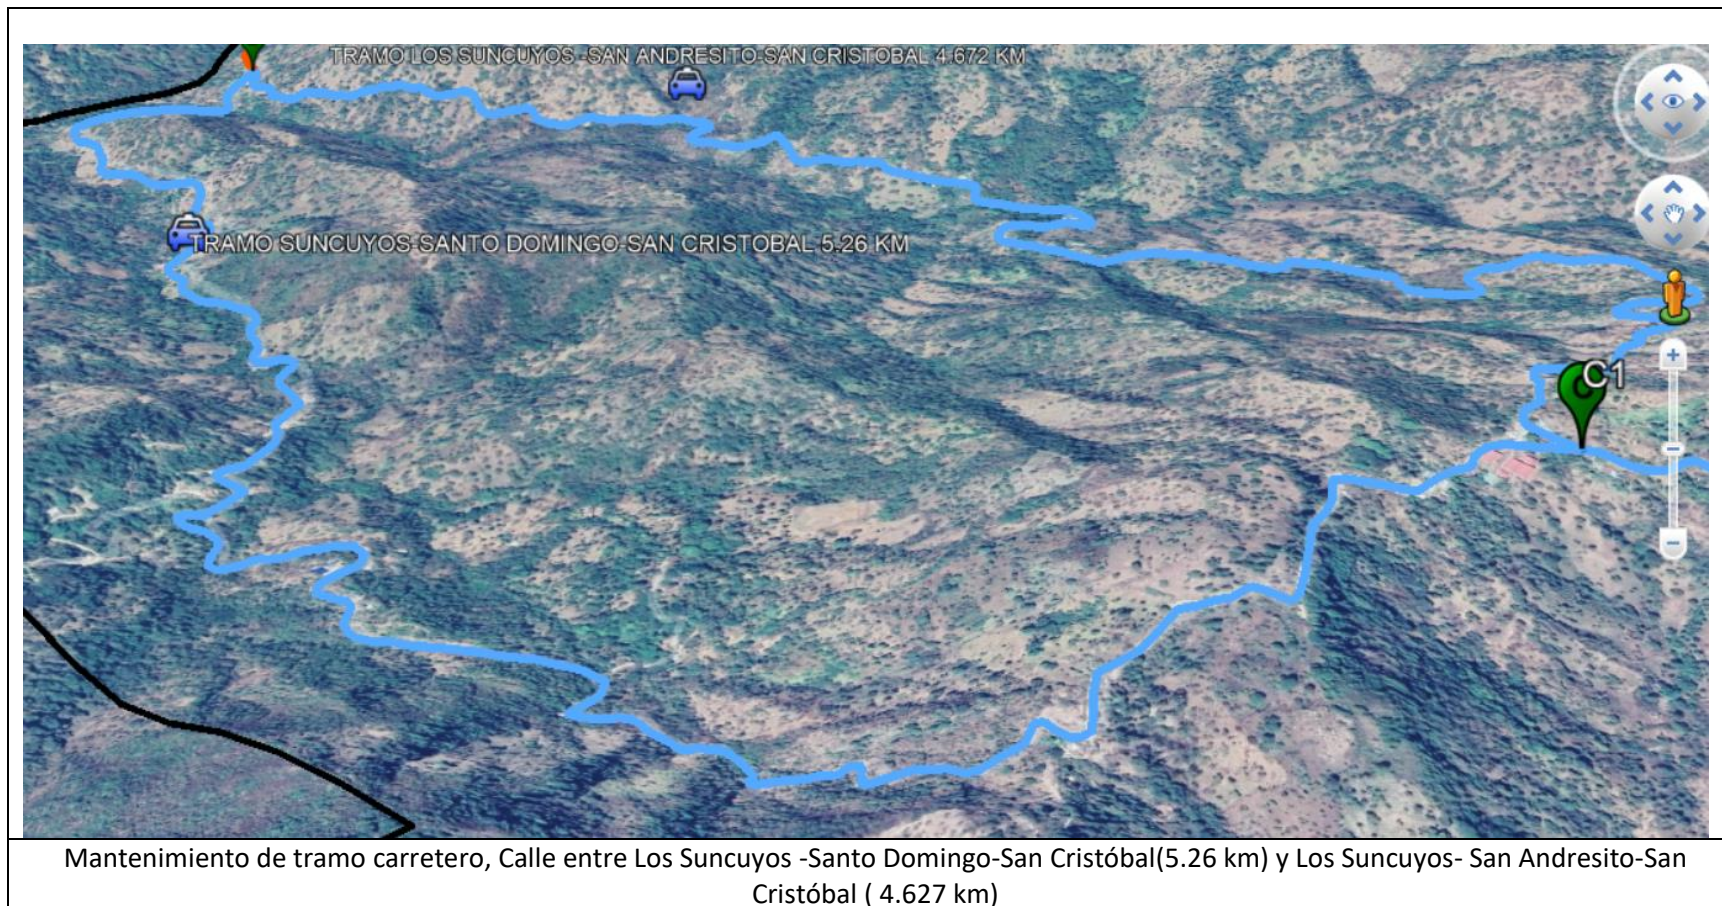 TRAMO LOS SUNCUYOS -SAN ANDRESITO-SAN CRISTOBAL 4.672 KM
TRAMO SUNCUYOS-SANTO DOMINGO-SAN CRISTOBAL 5.26 KM
C1
Mantenimiento de tramo carretero, Calle entre Los Suncuyos -Santo Domingo-San Cristóbal(5.26 km) y Los Suncuyos- San Andresito-San
Cristóbal ( 4.627 km)